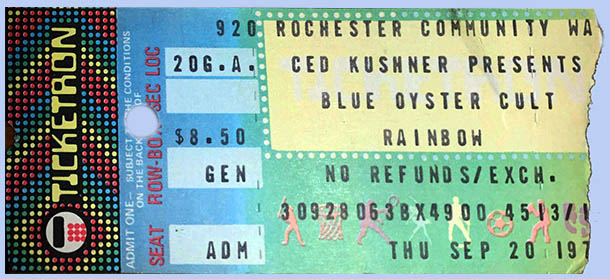 TICKETRON
ADMIT ONE— SUBJECT THE CONDITIONS
ON THE BACK OF
SEAT ROW-BOX SEC LOC
20G.A.
$8.50
GEN
ADM
920 ROCHESTER COMMUNITY WA
CED KUSHNER PRESENTS
BLUE OYSTER CULT
RAINBOW
NO REFUNDS/EXCH.
30928063BX4900 4513/
THU SEP 20 197